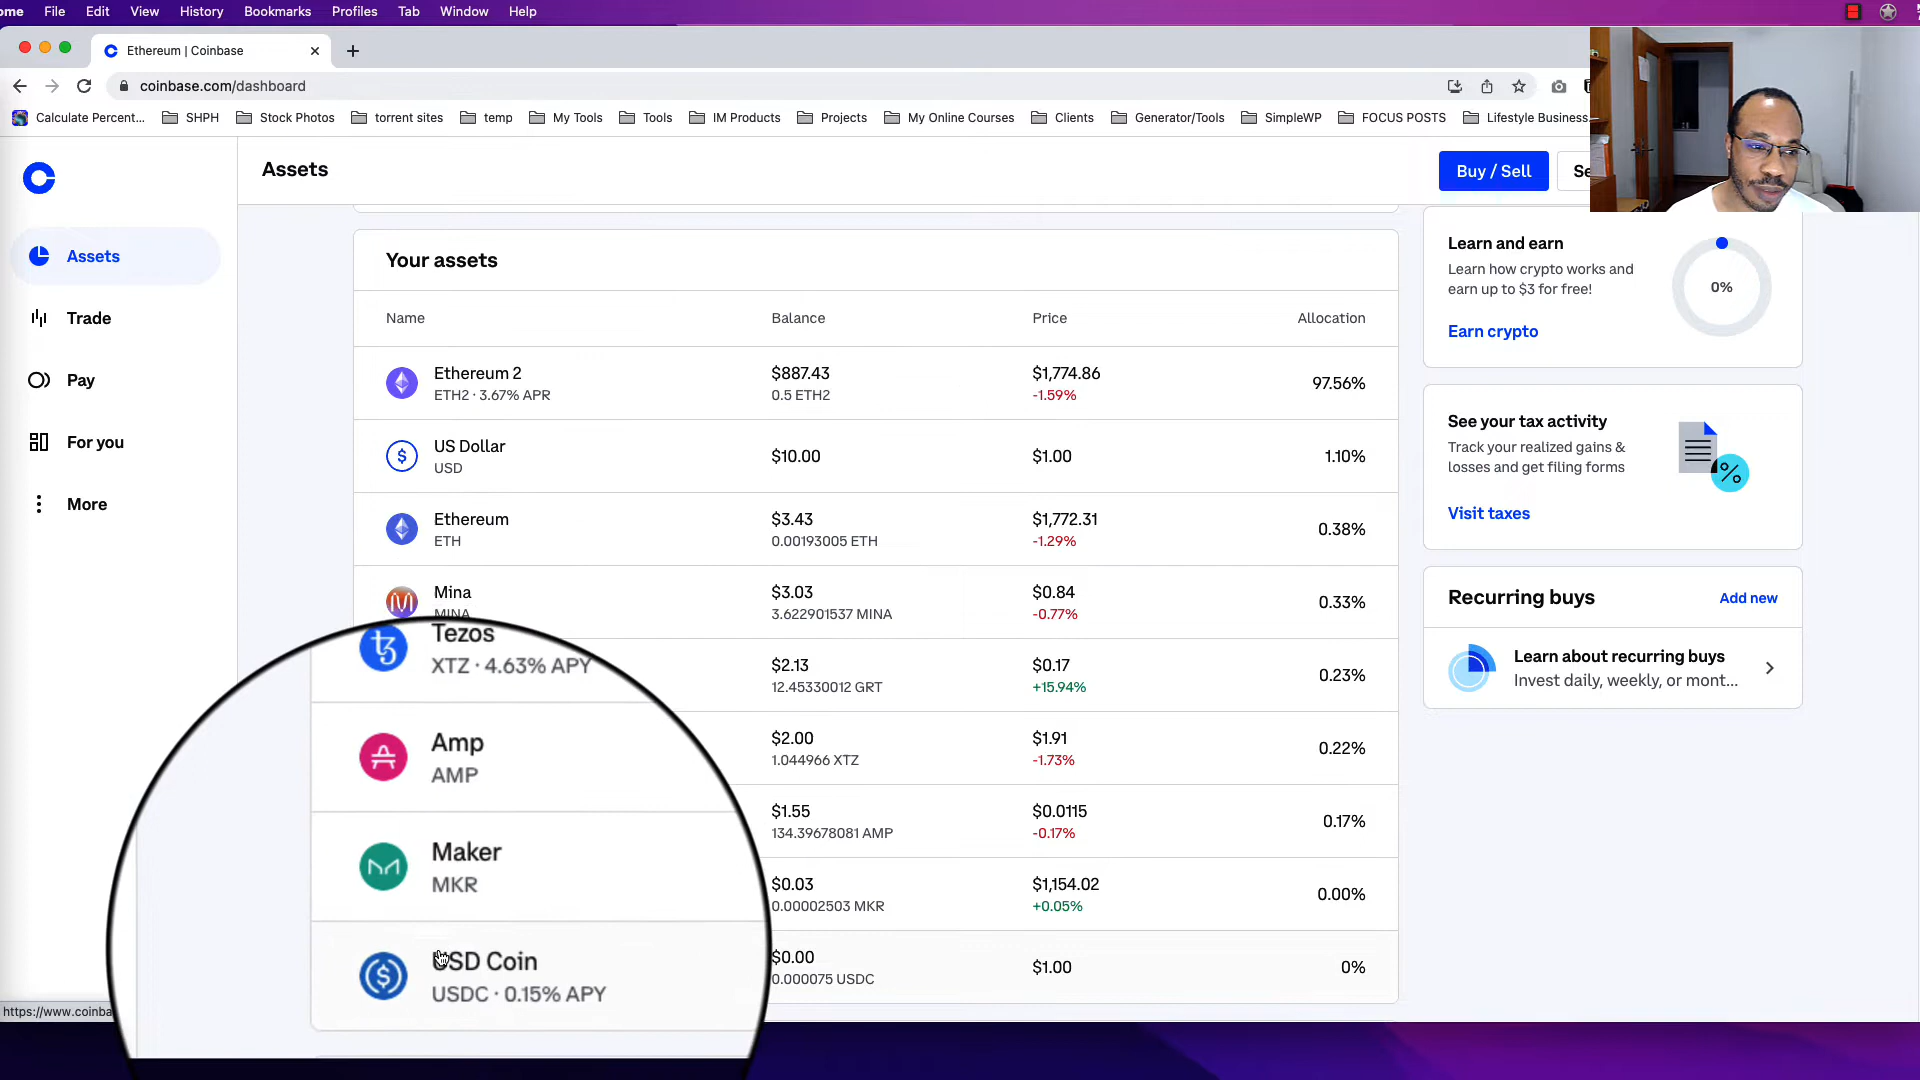 ome File Edit View History Bookmarks Profiles Tab Window Help
Ethereum | Coinbase
coinbase.com/dashboard
Calculate Percent... SHPH Stock Photos torrent sites temp My Tools Tools IM Products Projects My Online Courses Clients Generator/Tools SimpleWP FOCUS POSTS Lifestyle Business
Assets
Buy / Sell
Se
Assets
Trade
Pay
For you
More
Your assets
Name Balance Price Allocation
Ethereum 2 $887.43 $1,774.86 97.56%
ETH2 · 3.67% APR 0.5 ETH2 -1.59%
US Dollar $10.00 $1.00 1.10%
USD
Ethereum $3.43 $1,772.31 0.38%
ETH 0.00193005 ETH -1.29%
Mina $3.03 $0.84 0.33%
MINA 3.622901537 MINA -0.77%
$2.13 $0.17 0.23%
12.45330012 GRT +15.94%
Tezos
XTZ · 4.63% APY
$2.00 $1.91 0.22%
1.044966 XTZ -1.73%
Amp
AMP
$1.55 $0.0115 0.17%
134.39678081 AMP -0.17%
Maker
MKR
$0.03 $1,154.02 0.00%
0.00002503 MKR +0.05%
USD Coin
USDC · 0.15% APY
$0.00 $1.00 0%
0.000075 USDC
Learn and earn
Learn how crypto works and
earn up to $3 for free!
Earn crypto
0%
See your tax activity
Track your realized gains &
losses and get filing forms
Visit taxes
%
Recurring buys Add new
Learn about recurring buys
Invest daily, weekly, or mont...
https://www.coinba